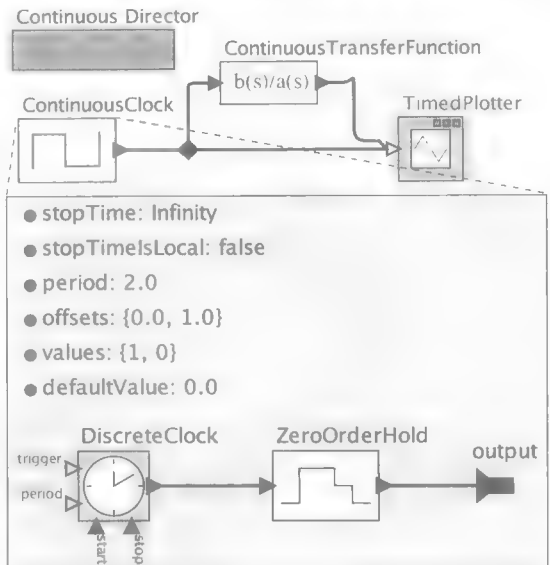 Continuous Director
ContinuousTransferFunction
b(s)/a(s)
ContinuousClock
TimedPlotter
stopTime: Infinity
stopTimeIsLocal: false
period: 2.0
offsets: {0.0, 1.0}
values: {1, 0}
defaultValue: 0.0
DiscreteClock
ZeroOrderHold
output
trigger
period
start
stop